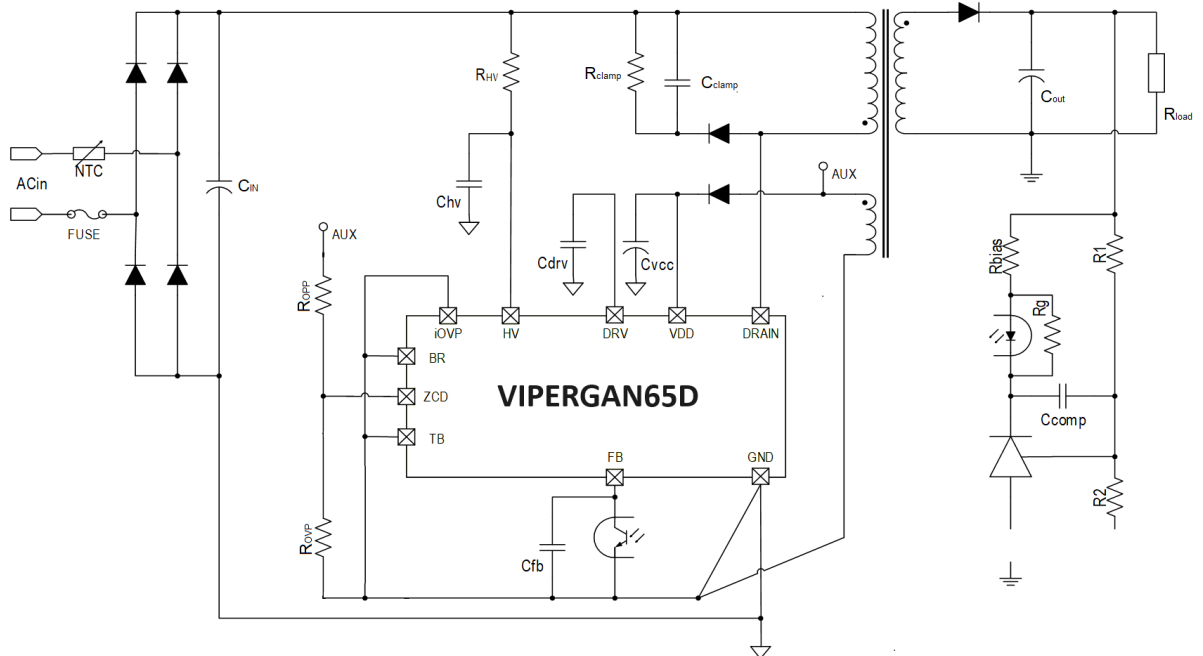 RHV
Rclamp
Cclamp
Cout
Rload
NTC
ACin
CIN
AUX
Chv
FUSE
AUX
Cdrv
Cvcc
Rbias
R1
ROPP
Rg
iOVP
HV
DRV
VDD
DRAIN
BR
ZCD
VIPERGAN65D
TB
Ccomp
FB
GND
R2
ROVP
Cfb